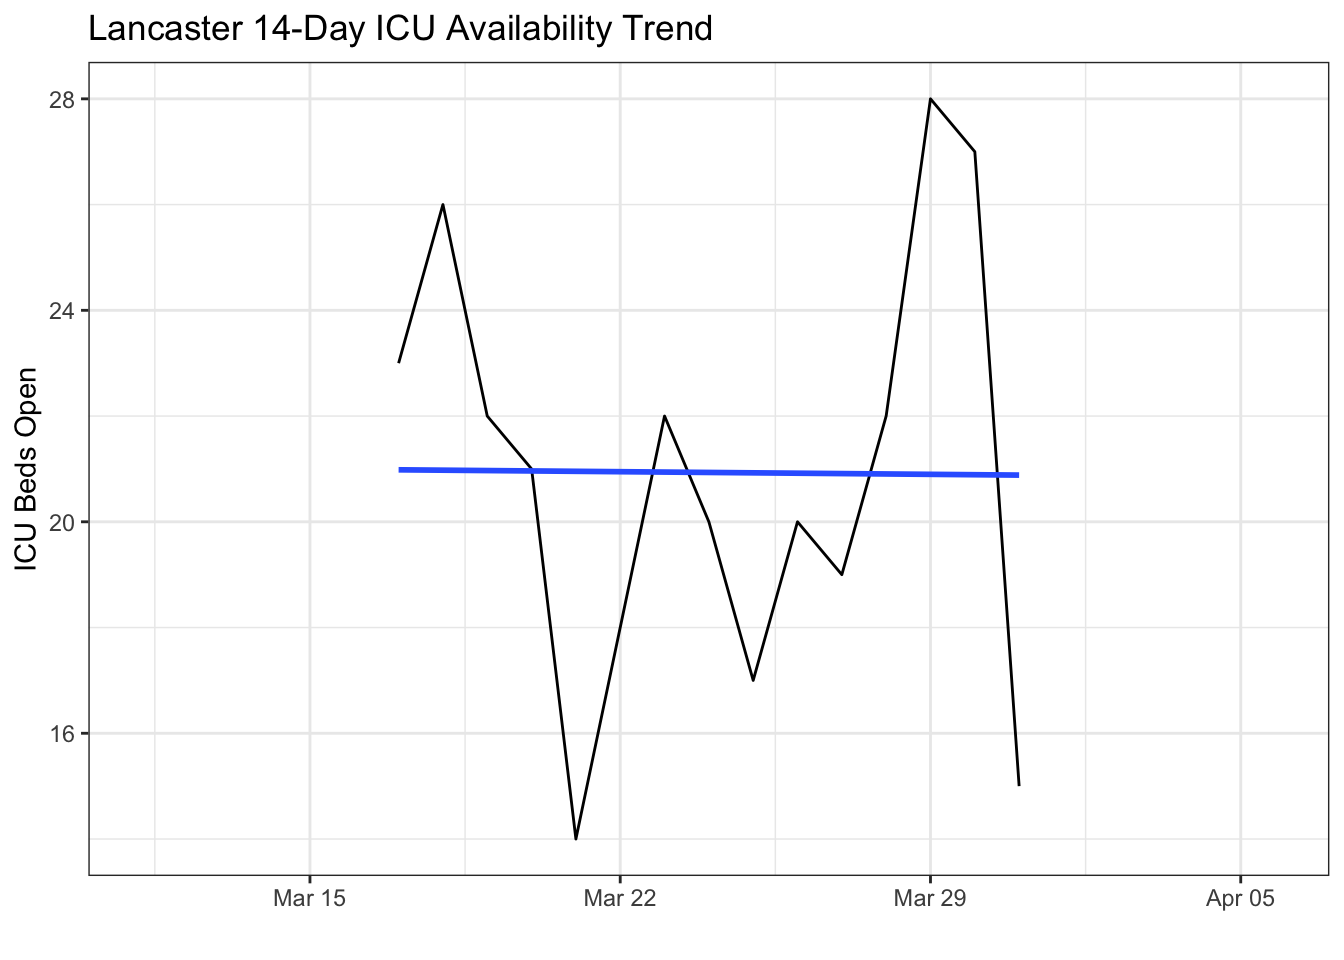 Lancaster 14-Day ICU Availability Trend
ICU Beds Open
28
24
20
16
Mar 15
Mar 22
Mar 29
Apr 05